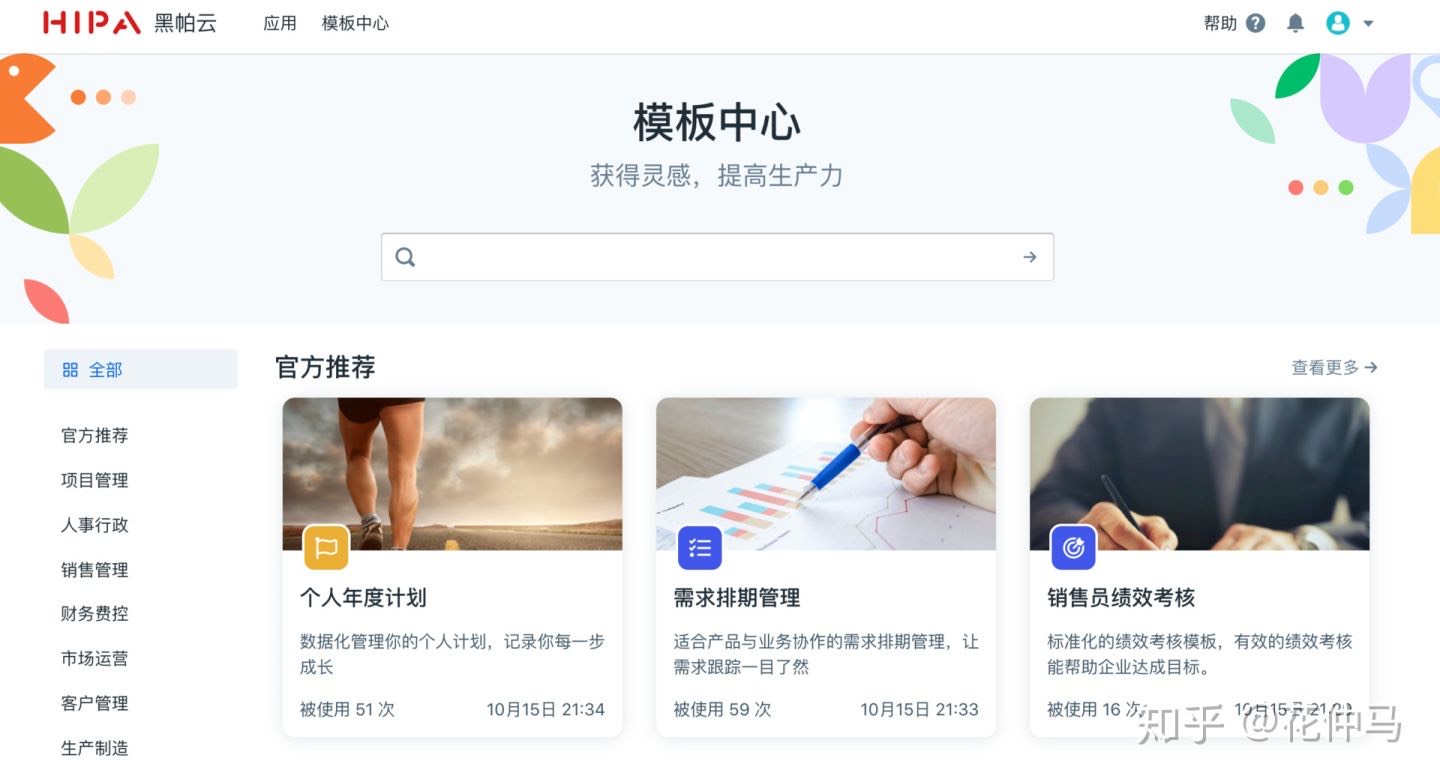 HIPA 黑帕云 应用 模板中心 帮助
模板中心
获得灵感，提高生产力
全部
官方推荐
项目管理
人事行政
销售管理
财务费控
市场运营
客户管理
生产制造
官方推荐 查看更多
个人年度计划
数据化管理你的个人计划，记录你每一步
成长
被使用 51 次 10月15日 21:34
需求排期管理
适合产品与业务协作的需求排期管理，让
需求跟踪一目了然
被使用 59 次 10月15日 21:33
销售员绩效考核
标准化的绩效考核模板，有效的绩效考核
能帮助企业达成目标。
被使用 16 次 10月15日
知乎 @花仲马